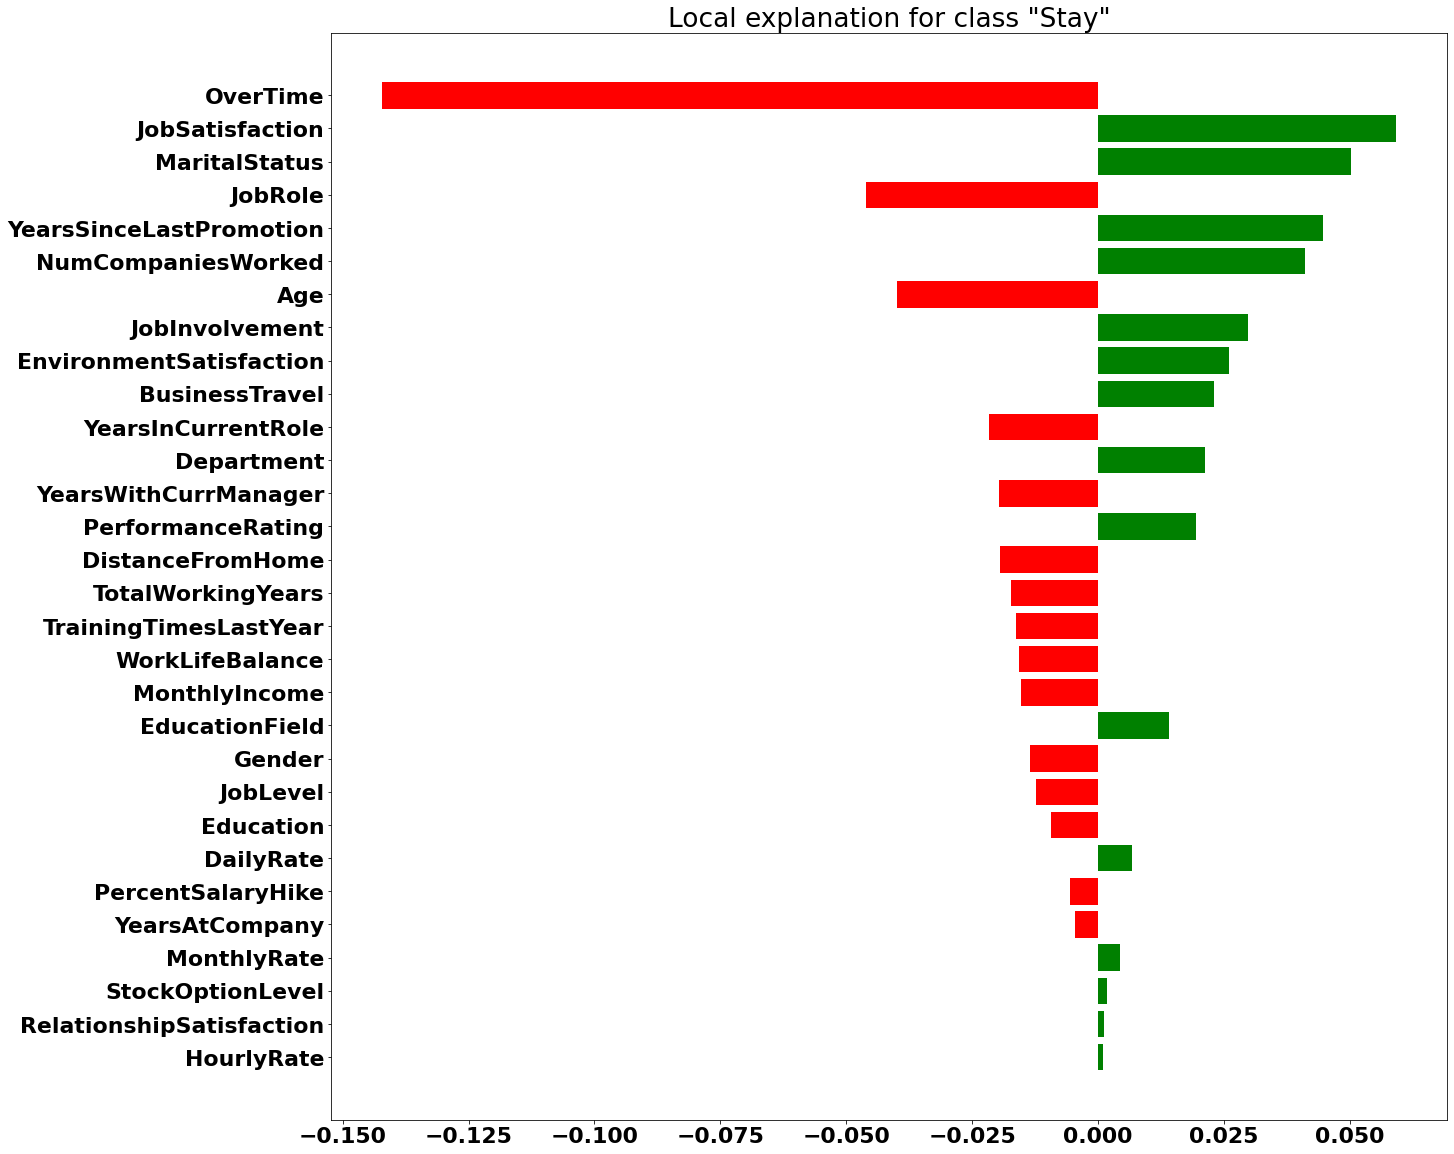 Local explanation for class "Stay"
OverTime
JobSatisfaction
MaritalStatus
JobRole
YearsSinceLastPromotion
NumCompaniesWorked
Age
JobInvolvement
EnvironmentSatisfaction
BusinessTravel
YearsInCurrentRole
Department
YearsWithCurrManager
PerformanceRating
DistanceFromHome
TotalWorkingYears
TrainingTimesLastYear
WorkLifeBalance
MonthlyIncome
EducationField
Gender
JobLevel
Education
DailyRate
PercentSalaryHike
YearsAtCompany
MonthlyRate
StockOptionLevel
RelationshipSatisfaction
HourlyRate
−0.150 −0.125 −0.100 −0.075 −0.050 −0.025 0.000 0.025 0.050